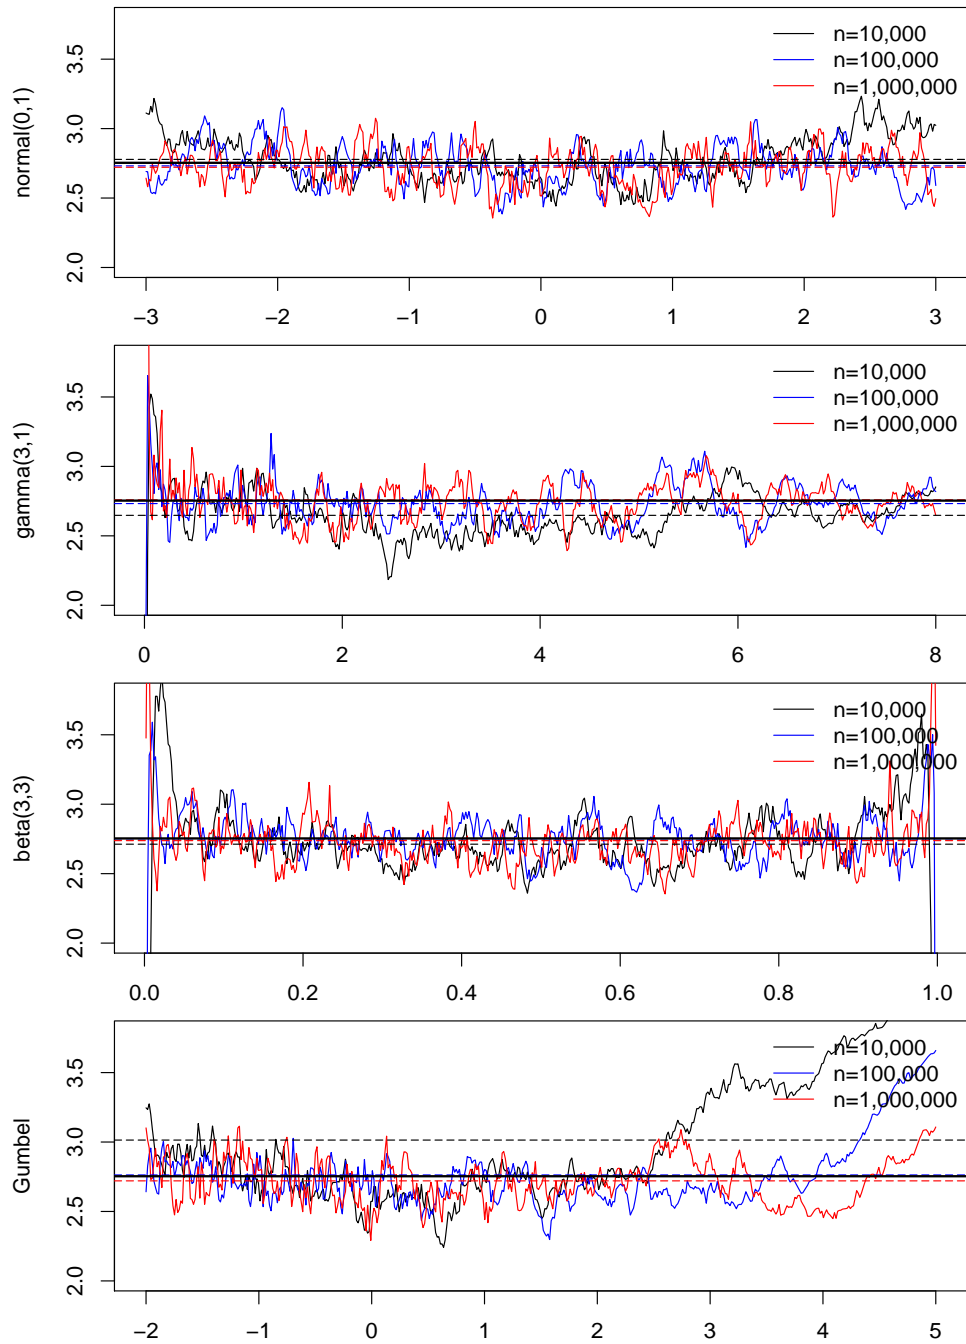 normal(0,1)
3.5
3.0
2.5
2.0
n=10,000
n=100,000
n=1,000,000
−3 −2 −1 0 1 2 3
gamma(3,1)
3.5
3.0
2.5
2.0
n=10,000
n=100,000
n=1,000,000
0 2 4 6 8
beta(3,3)
3.5
3.0
2.5
2.0
n=10,000
n=100,000
n=1,000,000
0.0 0.2 0.4 0.6 0.8 1.0
Gumbel
3.5
3.0
2.5
2.0
n=10,000
n=100,000
n=1,000,000
−2 −1 0 1 2 3 4 5